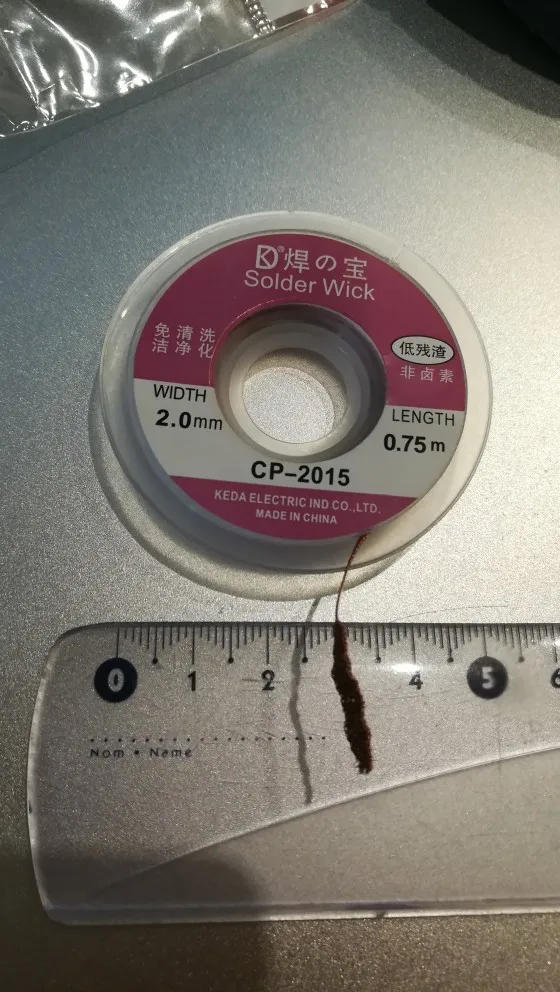 KD®焊の宝
Solder Wick
免清洗
洁净化
低残渣
非卤素
WIDTH
2.0mm
LENGTH
0.75m
CP-2015
KEDA ELECTRIC IND CO.,LTD.
MADE IN CHINA
0 1 2 4 5 6
Nom • Name